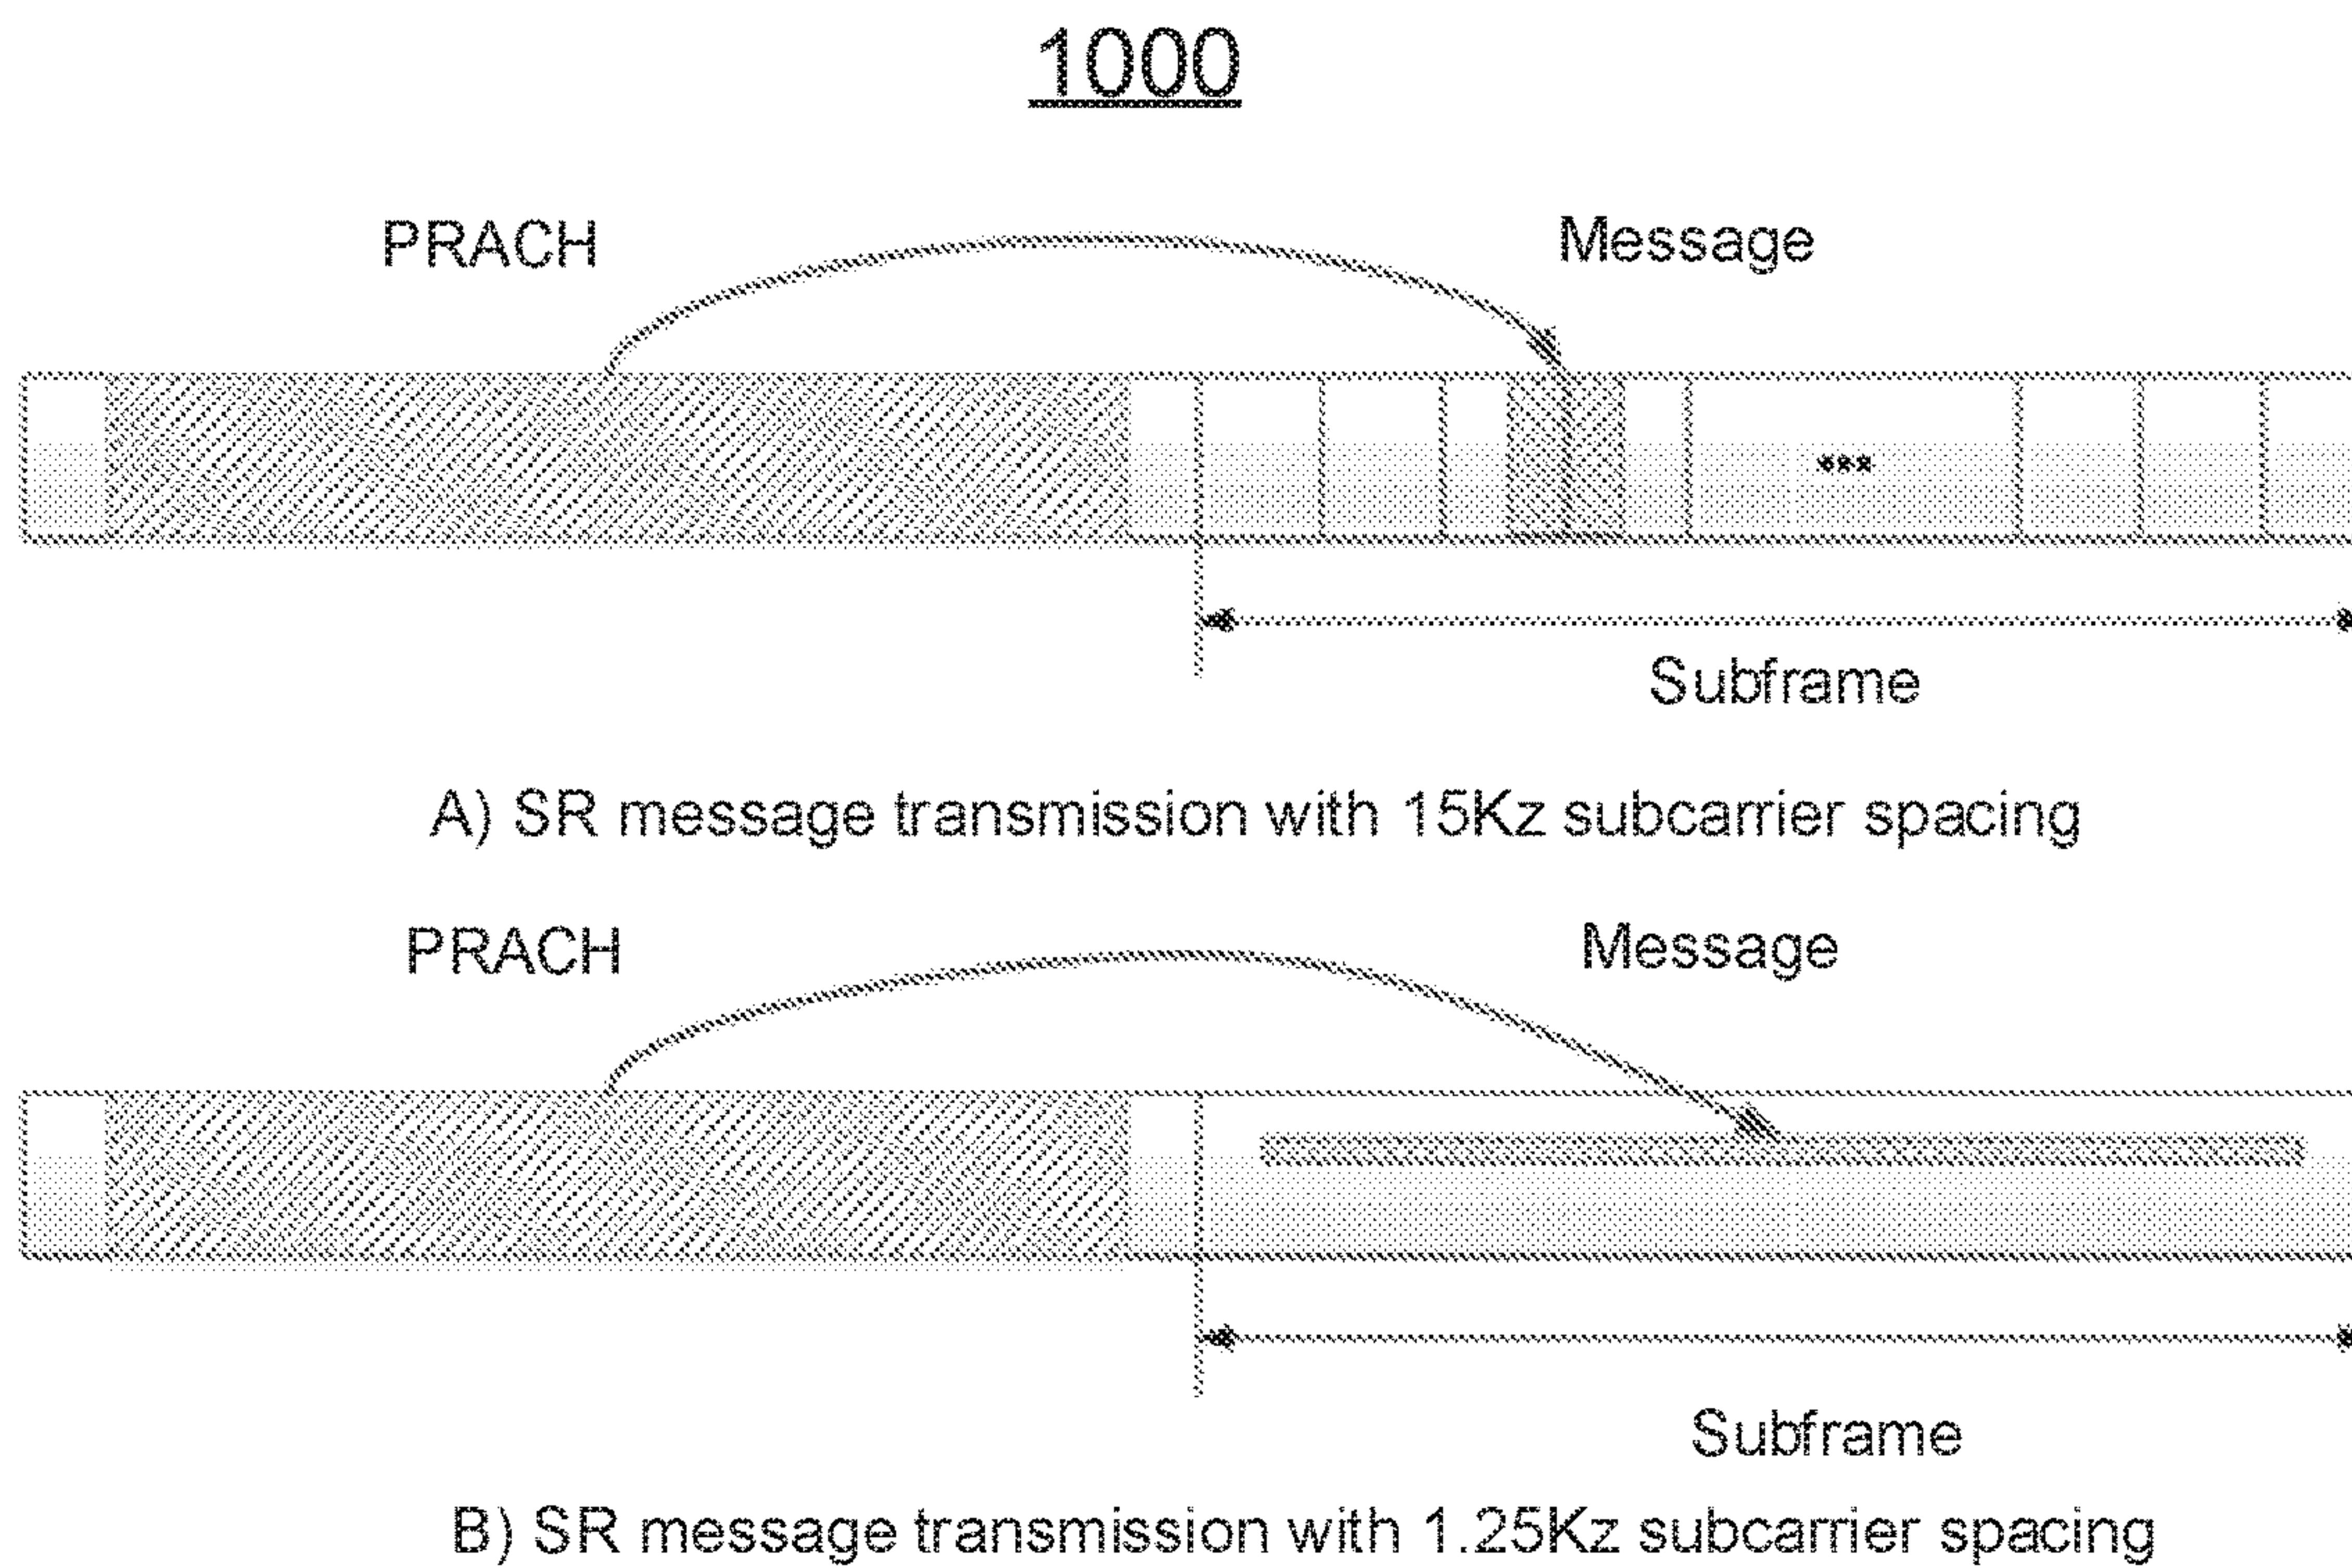 1000
PRACH
Message
Subframe
A) SR message transmission with 15Kz subcarrier spacing
PRACH
Message
Subframe
B) SR message transmission with 1.25Kz subcarrier spacing